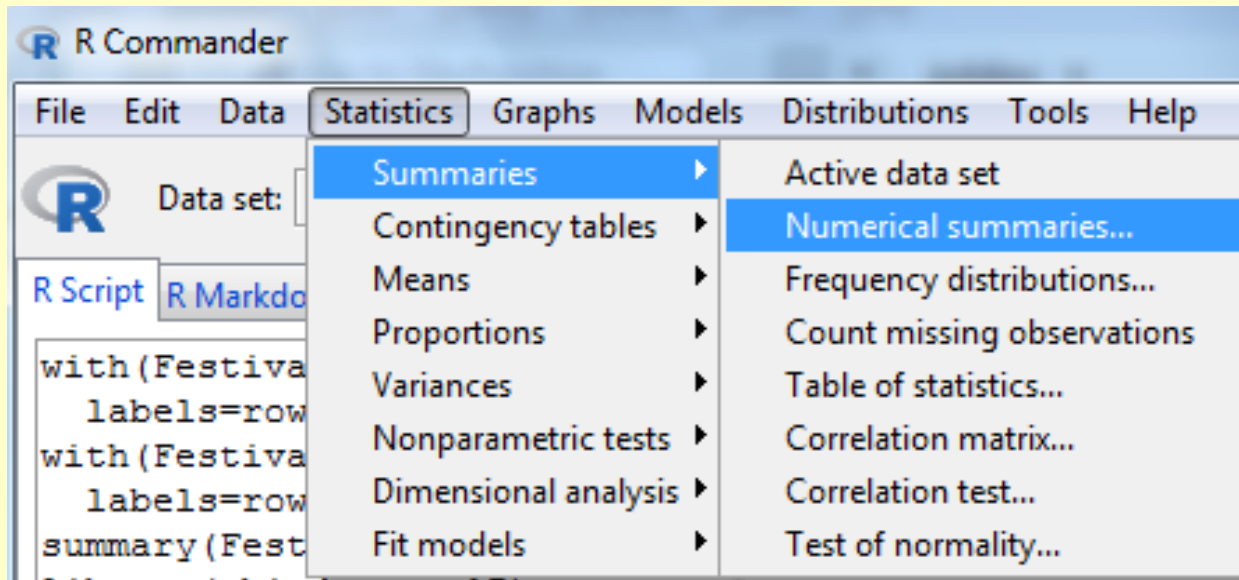 R Commander
File Edit Data Statistics Graphs Models Distributions Tools Help
R Data set:
R Script R Markdo
with(Festiva
labels=row
with(Festiva
labels=row
summary(Fest
Summaries
Contingency tables
Means
Proportions
Variances
Nonparametric tests
Dimensional analysis
Fit models
Active data set
Numerical summaries...
Frequency distributions...
Count missing observations
Table of statistics...
Correlation matrix...
Correlation test...
Test of normality...